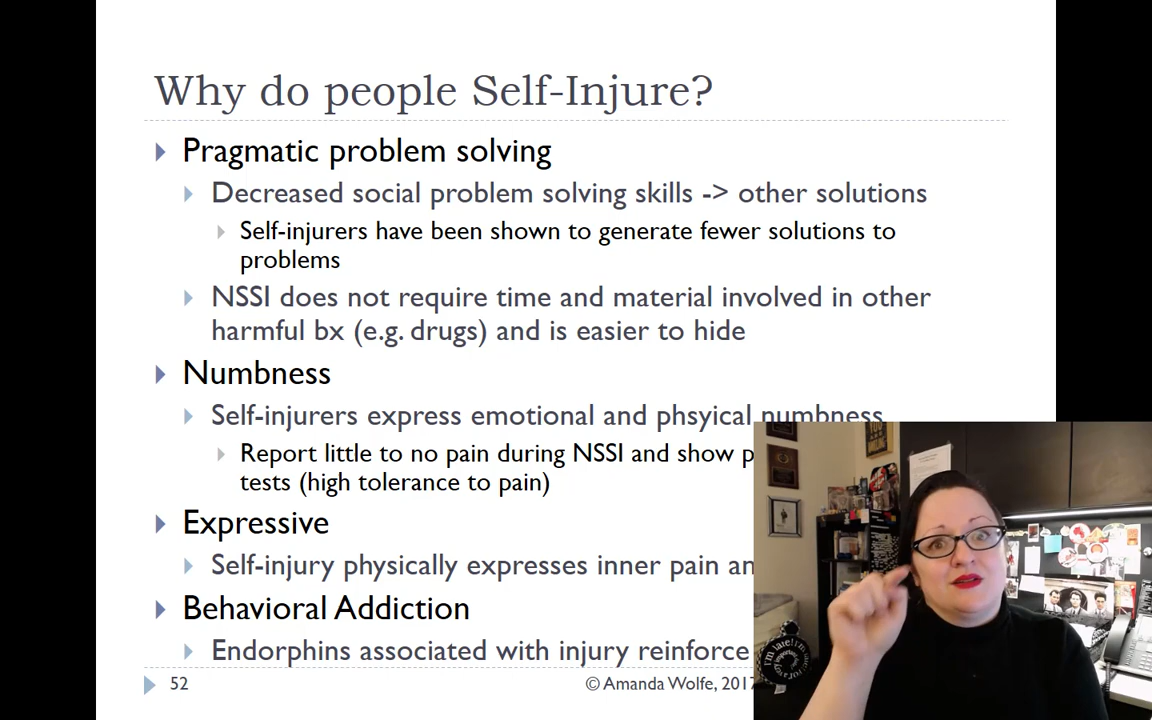 Why do people Self-Injure?
Pragmatic problem solving
Decreased social problem solving skills -> other solutions
Self-injurers have been shown to generate fewer solutions to
problems
NSSI does not require time and material involved in other
harmful bx (e.g. drugs) and is easier to hide
Numbness
Self-injurers express emotional and phsyical numbness
Report little to no pain during NSSI and show
tests (high tolerance to pain)
Expressive
Self-injury physically expresses inner pain
Behavioral Addiction
Endorphins associated with injury reinforce
52
© Amanda Wolfe, 2017
I'm late! I'm